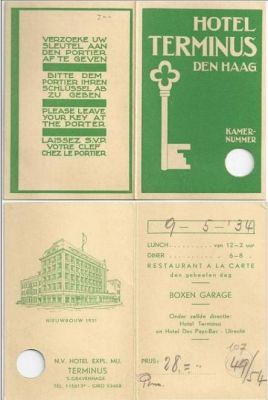 VERZOEKE UW
SLEUTEL AAN
DEN PORTIER
AF TE GEVEN
BITTE DEM
PORTIER IHREN
SCHLÜSSEL AB
ZU GEBEN
PLEASE LEAVE
YOUR KEY AT
THE PORTER
LAISSEZ S.V.P.
VOTRE CLEF
CHEZ LE PORTIER
HOTEL
TERMINUS
DEN HAAG
KAMER-
NUMMER
NIEUWBOUW 1931
N.V. HOTEL EXPL. MIJ.
TERMINUS
'S-GRAVENHAGE
9-5-'34
LUNCH van 12-2 uur
DINER 6-8
RESTAURANT A LA CARTE
den geheelen dag
BOXEN GARAGE
Onder zelfde directie:
Hotel Terminus
en Hotel Des Pays-Bas - Utrecht
PRIJS: 28.=
107
49/54